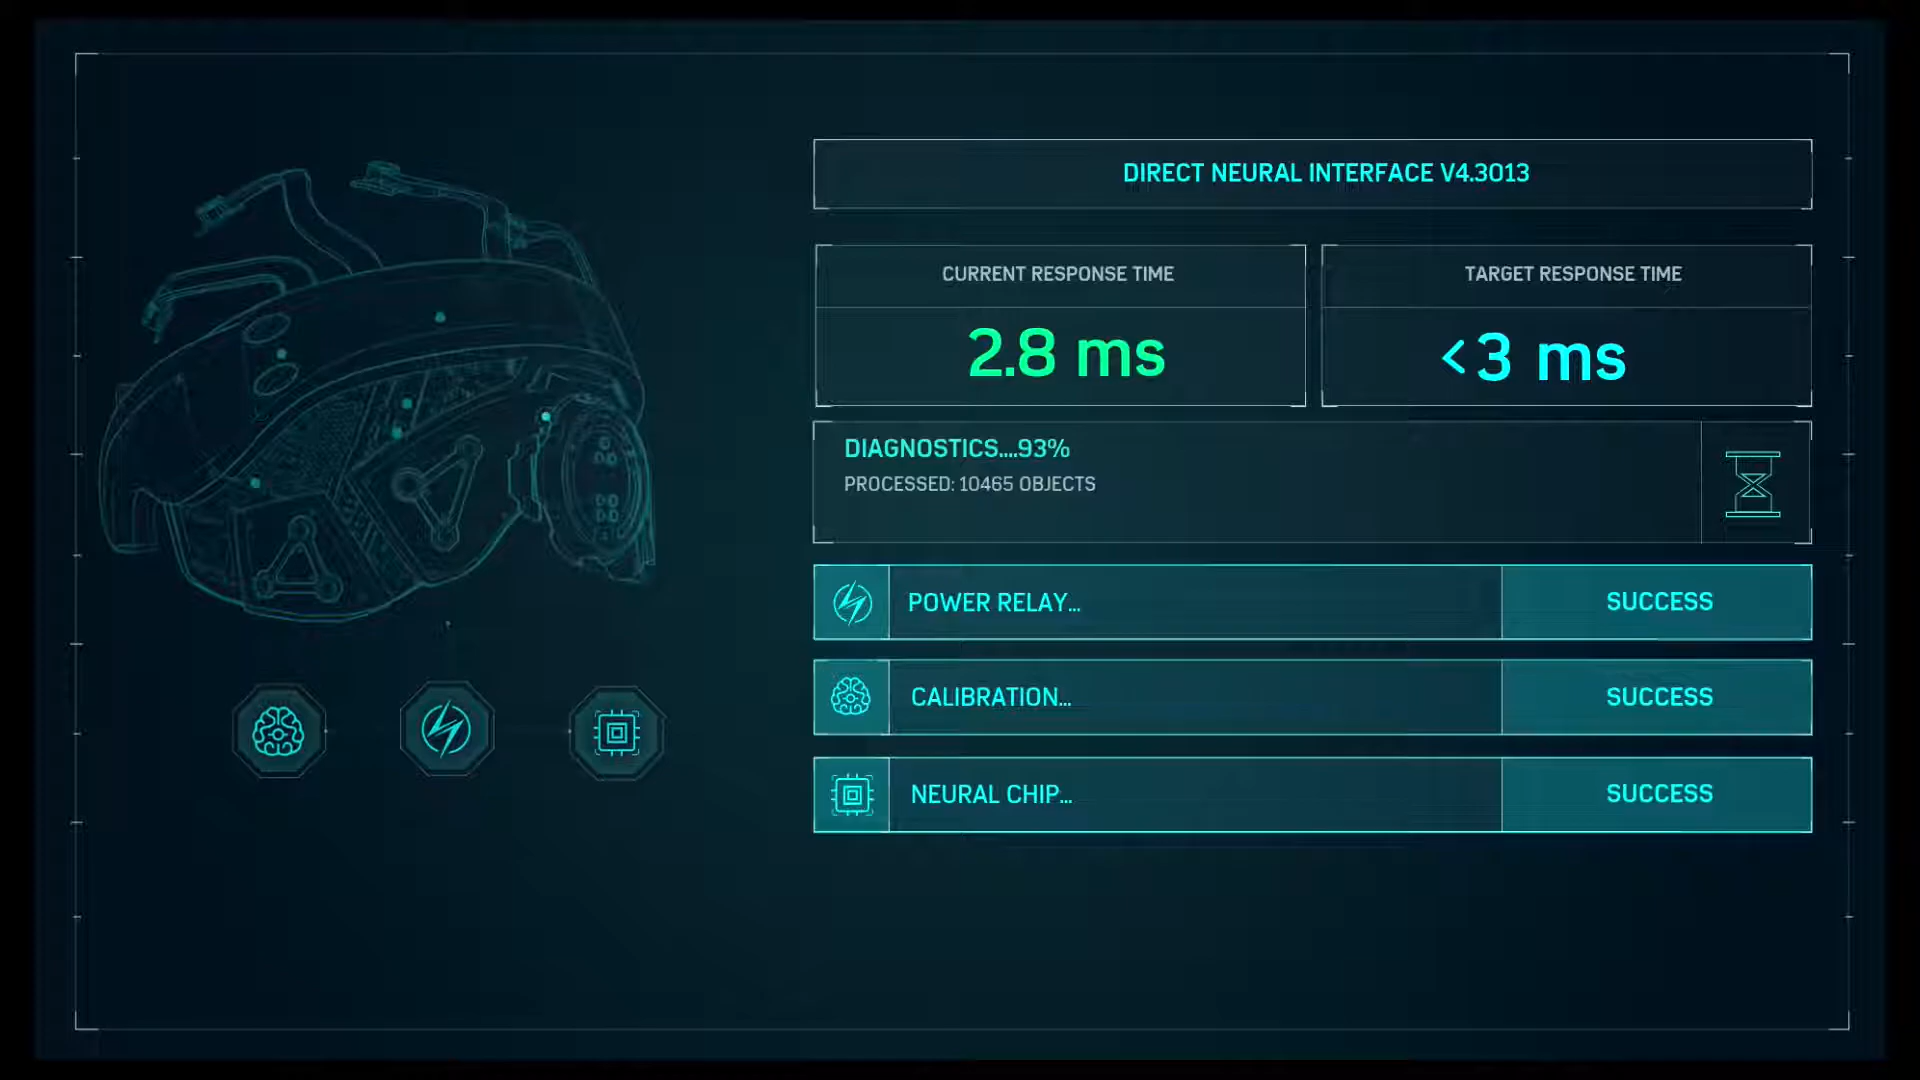 DIRECT NEURAL INTERFACE V4.3013
CURRENT RESPONSE TIME
2.8 ms
TARGET RESPONSE TIME
<3 ms
DIAGNOSTICS....93%
PROCESSED: 10465 OBJECTS
POWER RELAY...
SUCCESS
CALIBRATION...
SUCCESS
NEURAL CHIP...
SUCCESS